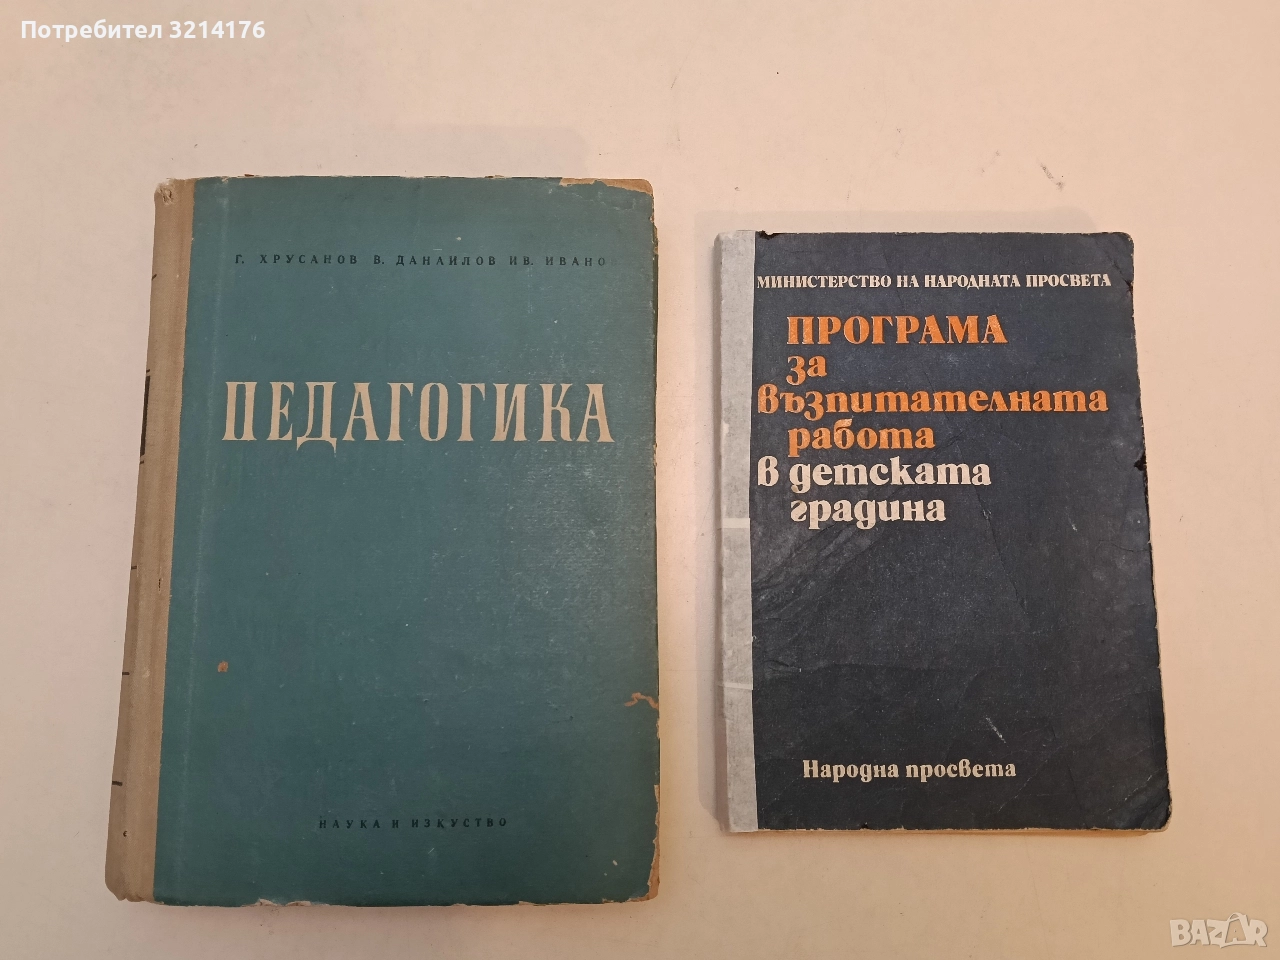 Потребител 3214176
Г. ХРУСАНОВ В. ДАНАИЛОВ ИВ. ИВАНО
ПЕДАГОГИКА
НАУКА И ИЗКУСТВО
МИНИСТЕРСТВО НА НАРОДНАТА ПРОСВЕТА
ПРОГРАМА
за
възпитателната
работа
в детската
градина
Народна просвета
BAZAR